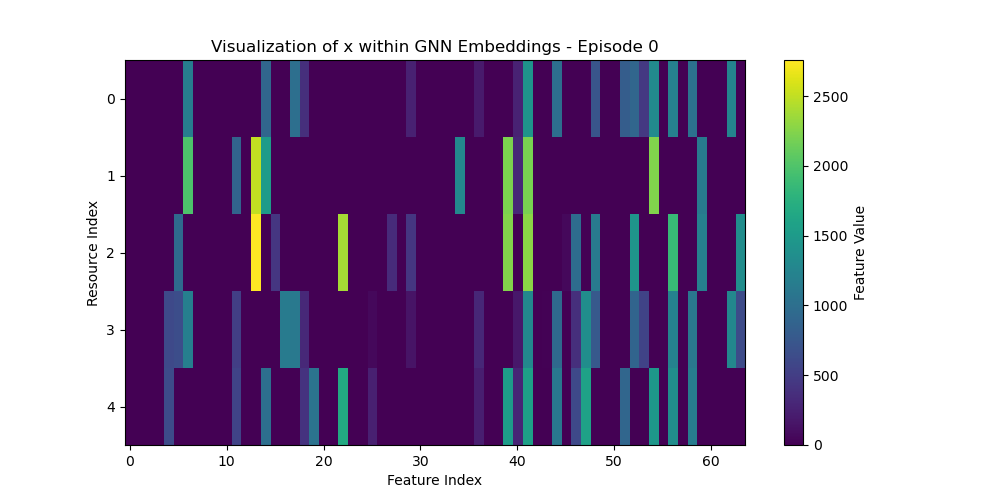 Visualization of x within GNN Embeddings - Episode 0
Resource Index
0
1
2
3
4
0 10 20 30 40 50 60
Feature Index
2500
2000
1500
1000
500
0
Feature Value